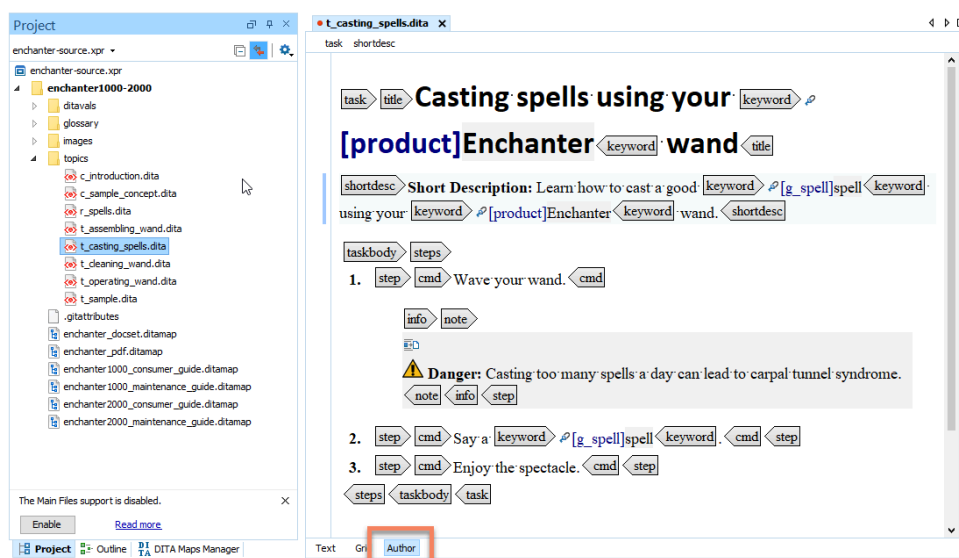 Project
enchanter-source.xpr
enchanter-source.xpr
enchanter1000-2000
ditavals
glossary
images
topics
c_introduction.dita
c_sample_concept.dita
r_spells.dita
t_assembling_wand.dita
t_casting_spells.dita
t_cleaning_wand.dita
t_operating_wand.dita
t_sample.dita
.gitattributes
enchanter_docset.ditamap
enchanter_pdf.ditamap
enchanter1000_consumer_guide.ditamap
enchanter1000_maintenance_guide.ditamap
enchanter2000_consumer_guide.ditamap
enchanter2000_maintenance_guide.ditamap
The Main Files support is disabled.
Enable Read more
Project Outline DITA DITA Maps Manager
t_casting_spells.dita
task shortdesc
task title Casting spells using your keyword
[product]Enchanter keyword wand title
shortdesc Short Description: Learn how to cast a good keyword [g_spell]spell keyword
using your keyword [product]Enchanter keyword wand. shortdesc
taskbody steps
1. step cmd Wave your wand. cmd
info note
Danger: Casting too many spells a day can lead to carpal tunnel syndrome.
note info step
2. step cmd Say a keyword [g_spell]spell keyword . cmd step
3. step cmd Enjoy the spectacle. cmd step
steps taskbody task
Text Author